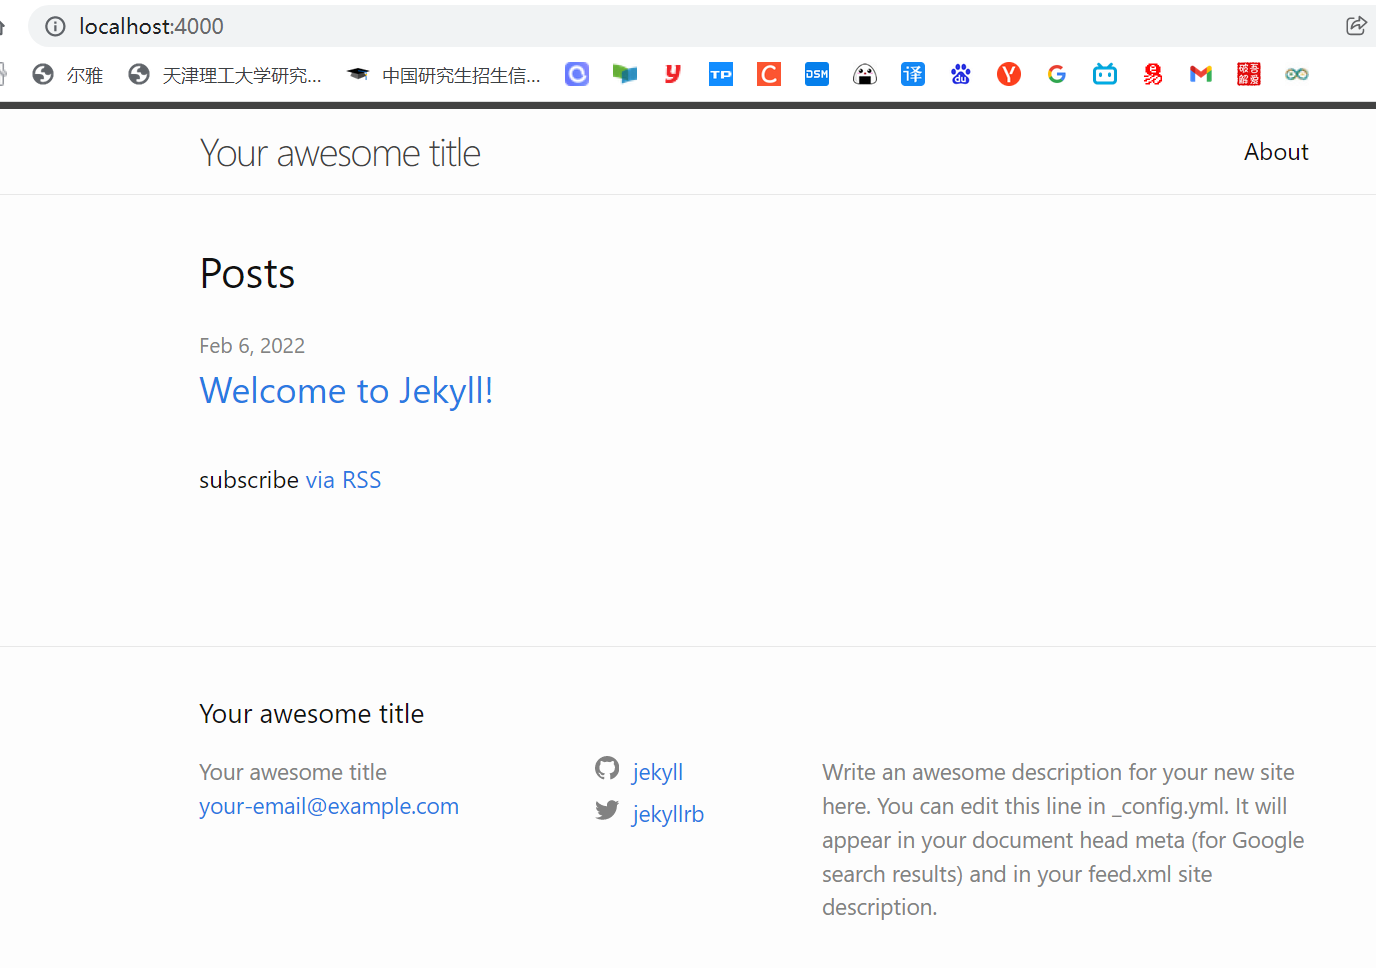 localhost:4000
尔雅 天津理工大学研究... 中国研究生招生信... y TP C DSM 译 du Y G M
Your awesome title About
Posts
Feb 6, 2022
Welcome to Jekyll!
subscribe via RSS
Your awesome title
Your awesome title jekyll Write an awesome description for your new site
your-email@example.com jekyllrb here. You can edit this line in _config.yml. It will
appear in your document head meta (for Google
search results) and in your feed.xml site
description.